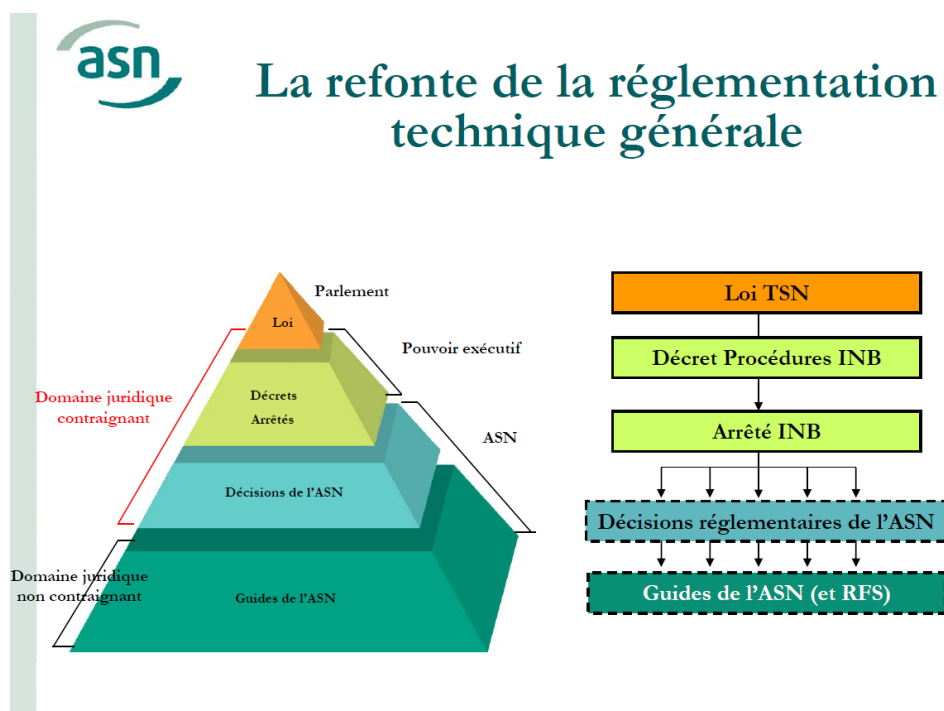 asn
La refonte de la réglementation
technique générale
Parlement
Loi
Pouvoir exécutif
Domaine juridique
contraignant
Décrets
Arrêtés
ASN
Décisions de l'ASN
Domaine juridique
non contraignant
Guides de l'ASN
Loi TSN
Décret Procédures INB
Arrêté INB
Décisions réglementaires de l'ASN
Guides de l'ASN (et RFS)